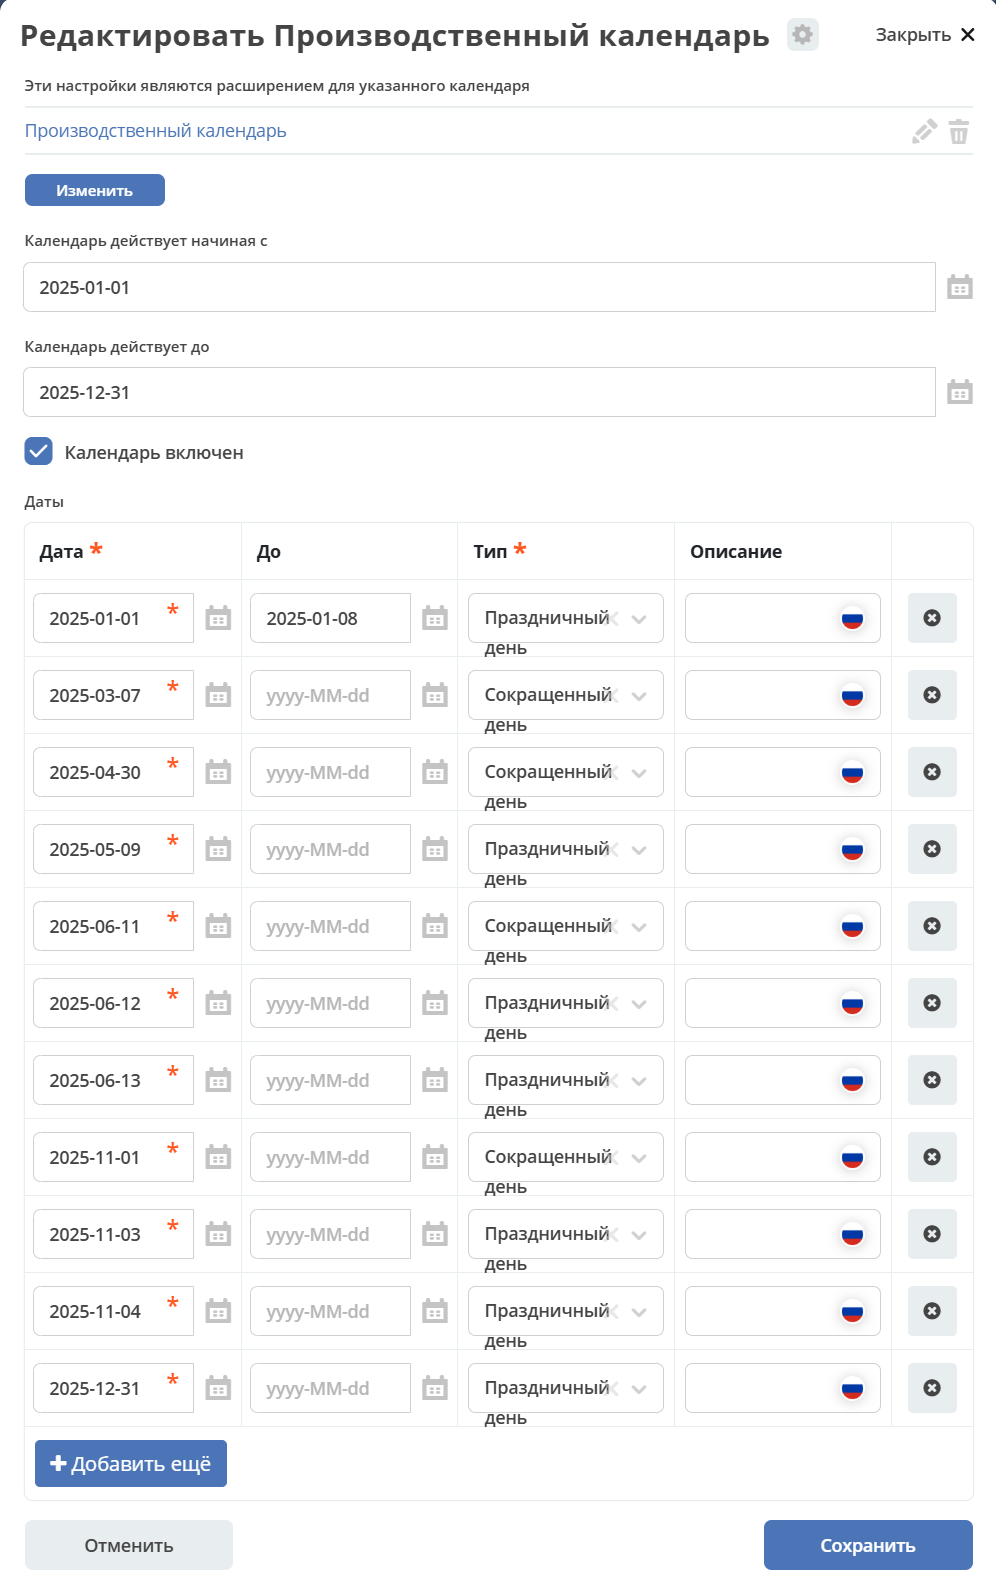 Редактировать Производственный календарь
Закрыть
Эти настройки являются расширением для указанного календаря
Производственный календарь
Изменить
Календарь действует начиная с
2025-01-01
Календарь действует до
2025-12-31
Календарь включен
Даты
Дата * До Тип * Описание
2025-01-01 * 2025-01-08 Праздничный
день
2025-03-07 * yyyy-MM-dd Сокращенный
день
2025-04-30 * yyyy-MM-dd Сокращенный
день
2025-05-09 * yyyy-MM-dd Праздничный
день
2025-06-11 * yyyy-MM-dd Сокращенный
день
2025-06-12 * yyyy-MM-dd Праздничный
день
2025-06-13 * yyyy-MM-dd Праздничный
день
2025-11-01 * yyyy-MM-dd Сокращенный
день
2025-11-03 * yyyy-MM-dd Праздничный
день
2025-11-04 * yyyy-MM-dd Праздничный
день
2025-12-31 * yyyy-MM-dd Праздничный
день
Добавить ещё
Отменить
Сохранить